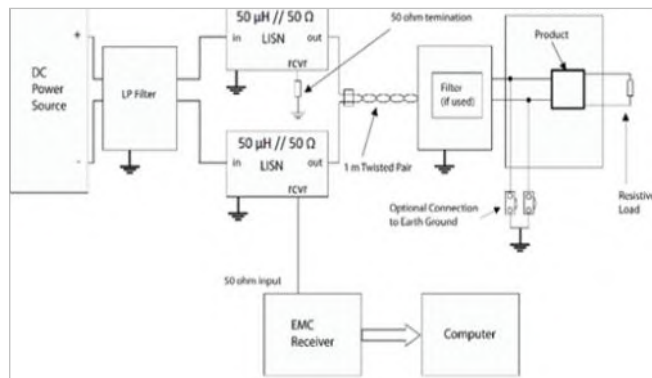 50 µH // 50 Ω
LISN
in
out
rcvr
50 ohm temination
Product
+
DC
Power
Source
-
LP Filter
Filter
(if used)
50 µH // 50 Ω
LISN
in
out
rcvr
1 m Twisted Pair
Optional Connection
to Earth Ground
Resistive
Load
50 ohm input
EMC
Receiver
Computer